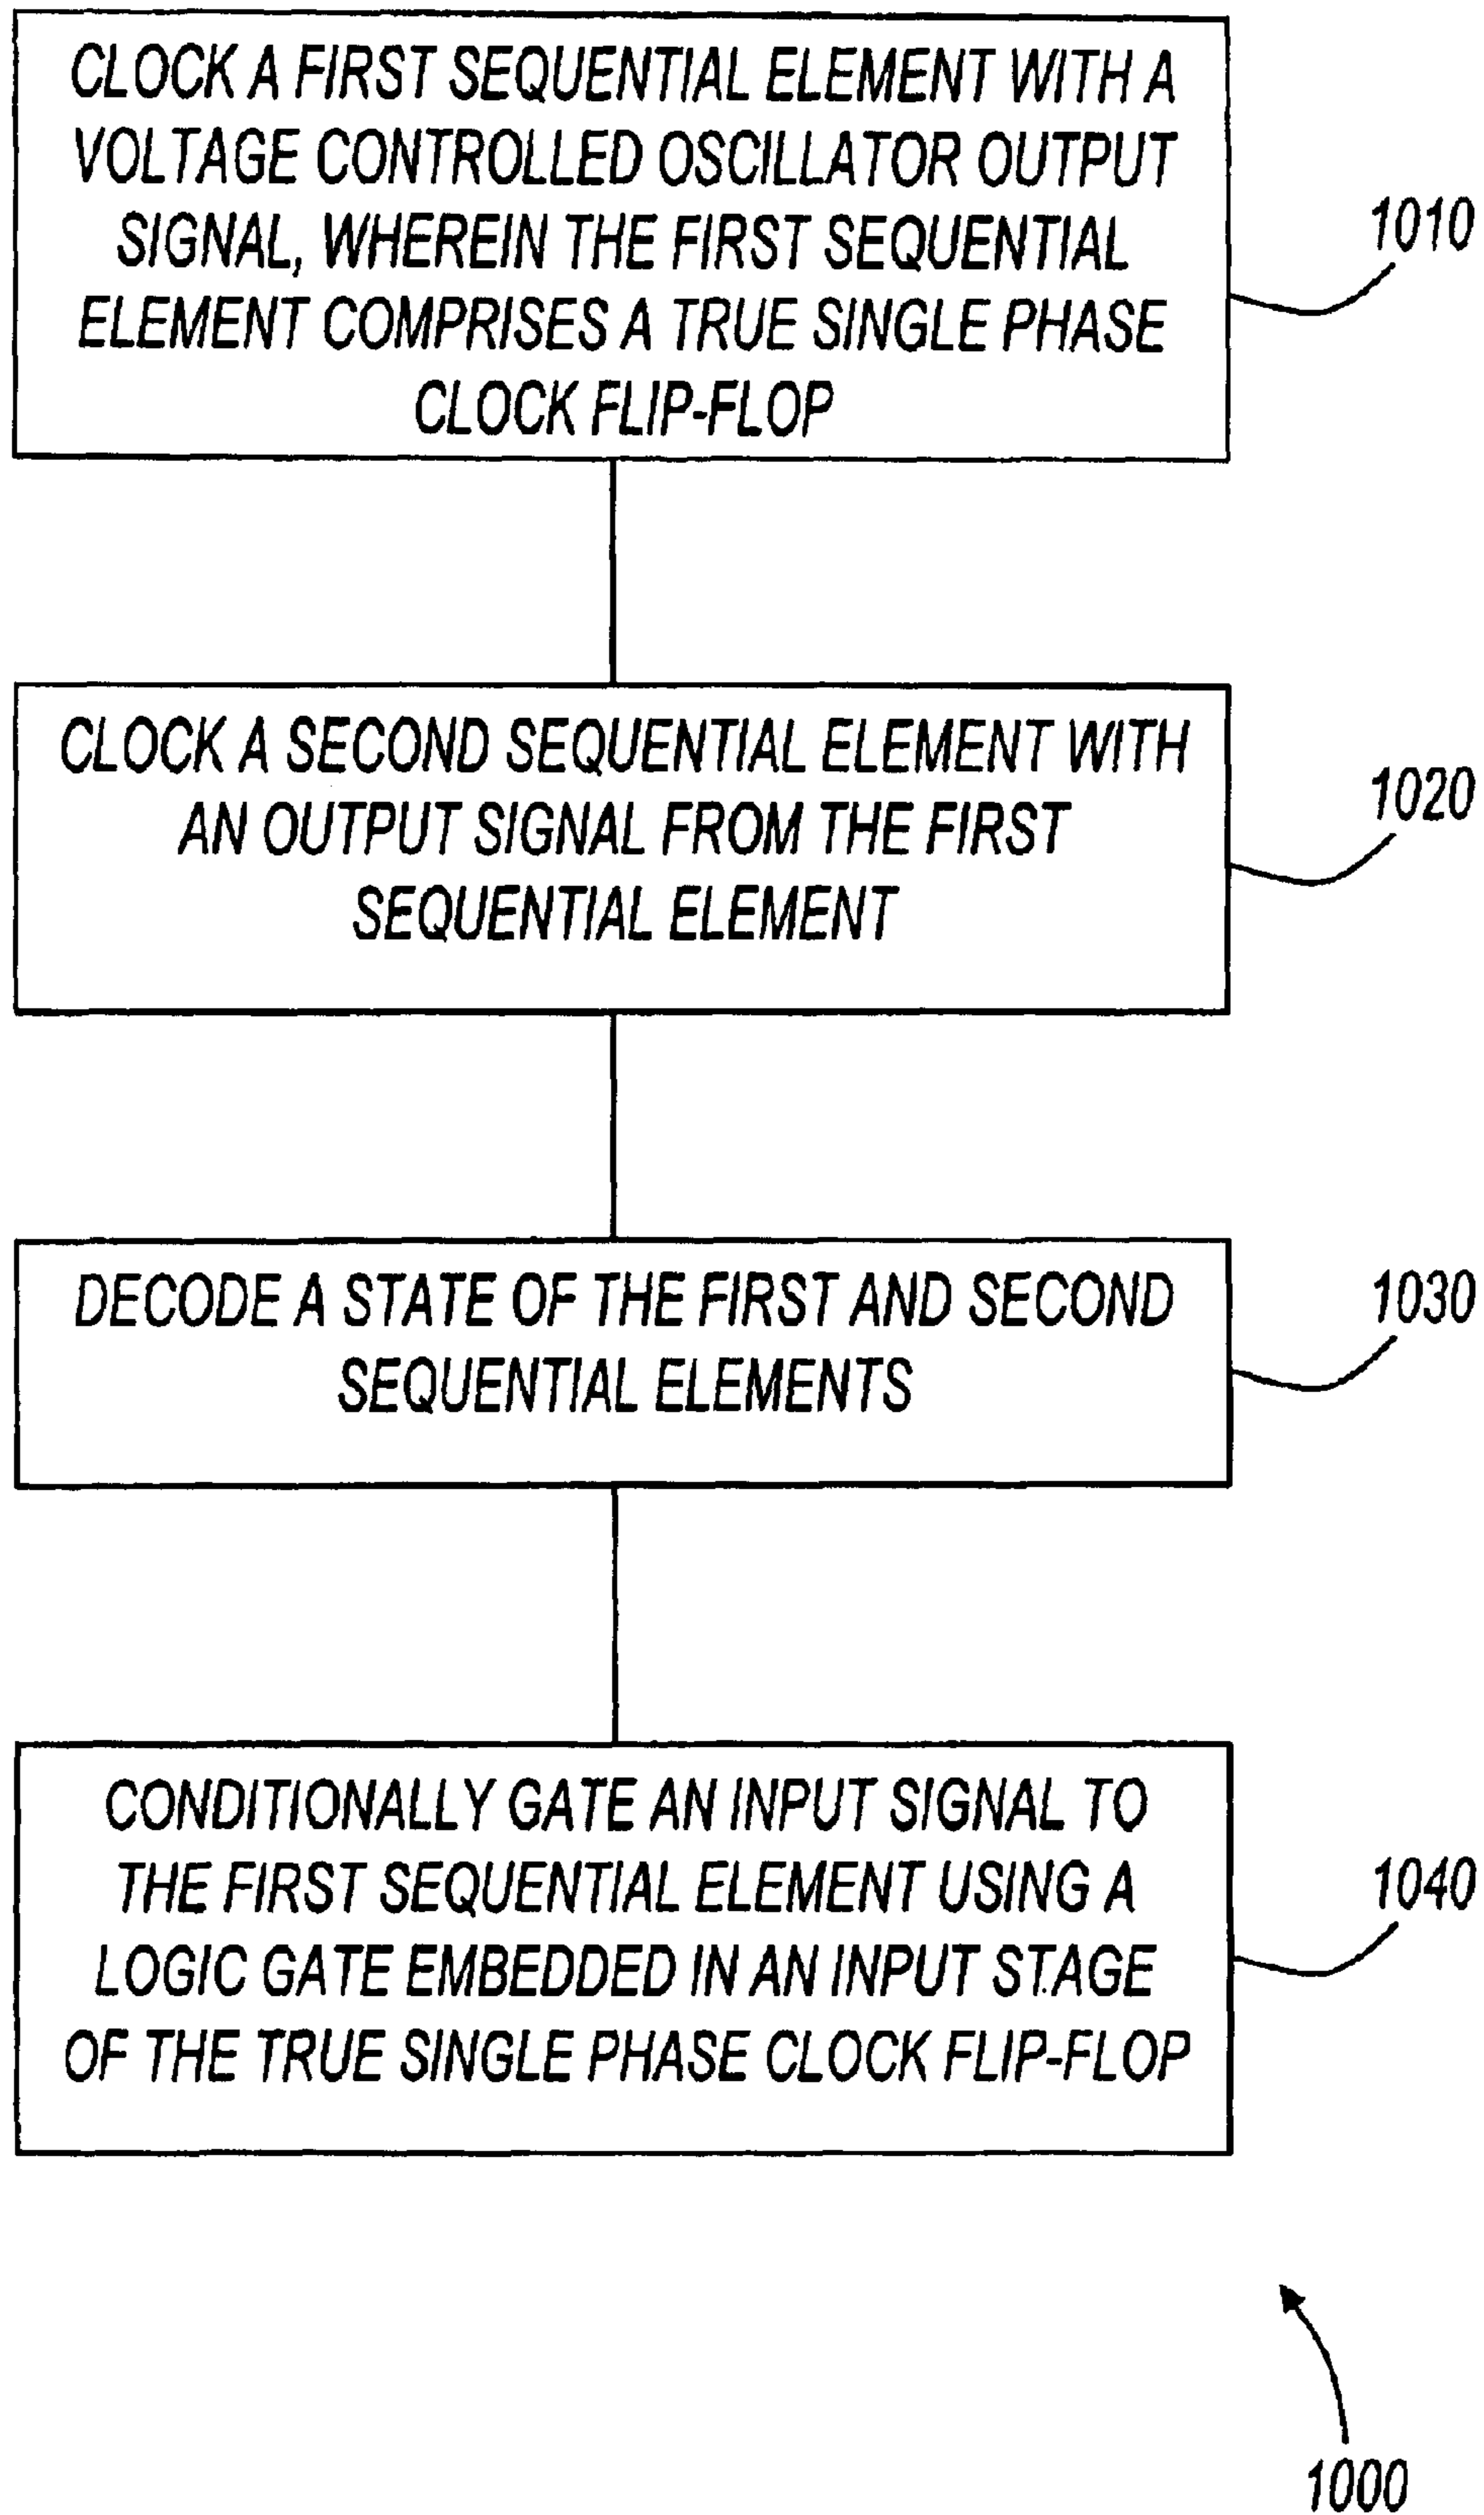 CLOCK A FIRST SEQUENTIAL ELEMENT WITH A
VOLTAGE CONTROLLED OSCILLATOR OUTPUT
SIGNAL, WHEREIN THE FIRST SEQUENTIAL
ELEMENT COMPRISES A TRUE SINGLE PHASE
CLOCK FLIP-FLOP
1010
CLOCK A SECOND SEQUENTIAL ELEMENT WITH
AN OUTPUT SIGNAL FROM THE FIRST
SEQUENTIAL ELEMENT
1020
DECODE A STATE OF THE FIRST AND SECOND
SEQUENTIAL ELEMENTS
1030
CONDITIONALLY GATE AN INPUT SIGNAL TO
THE FIRST SEQUENTIAL ELEMENT USING A
LOGIC GATE EMBEDDED IN AN INPUT STAGE
OF THE TRUE SINGLE PHASE CLOCK FLIP-FLOP
1040
1000